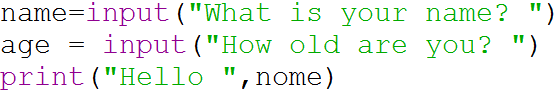 name=input("What is your name? ")
age = input("How old are you? ")
print("Hello ",nome)